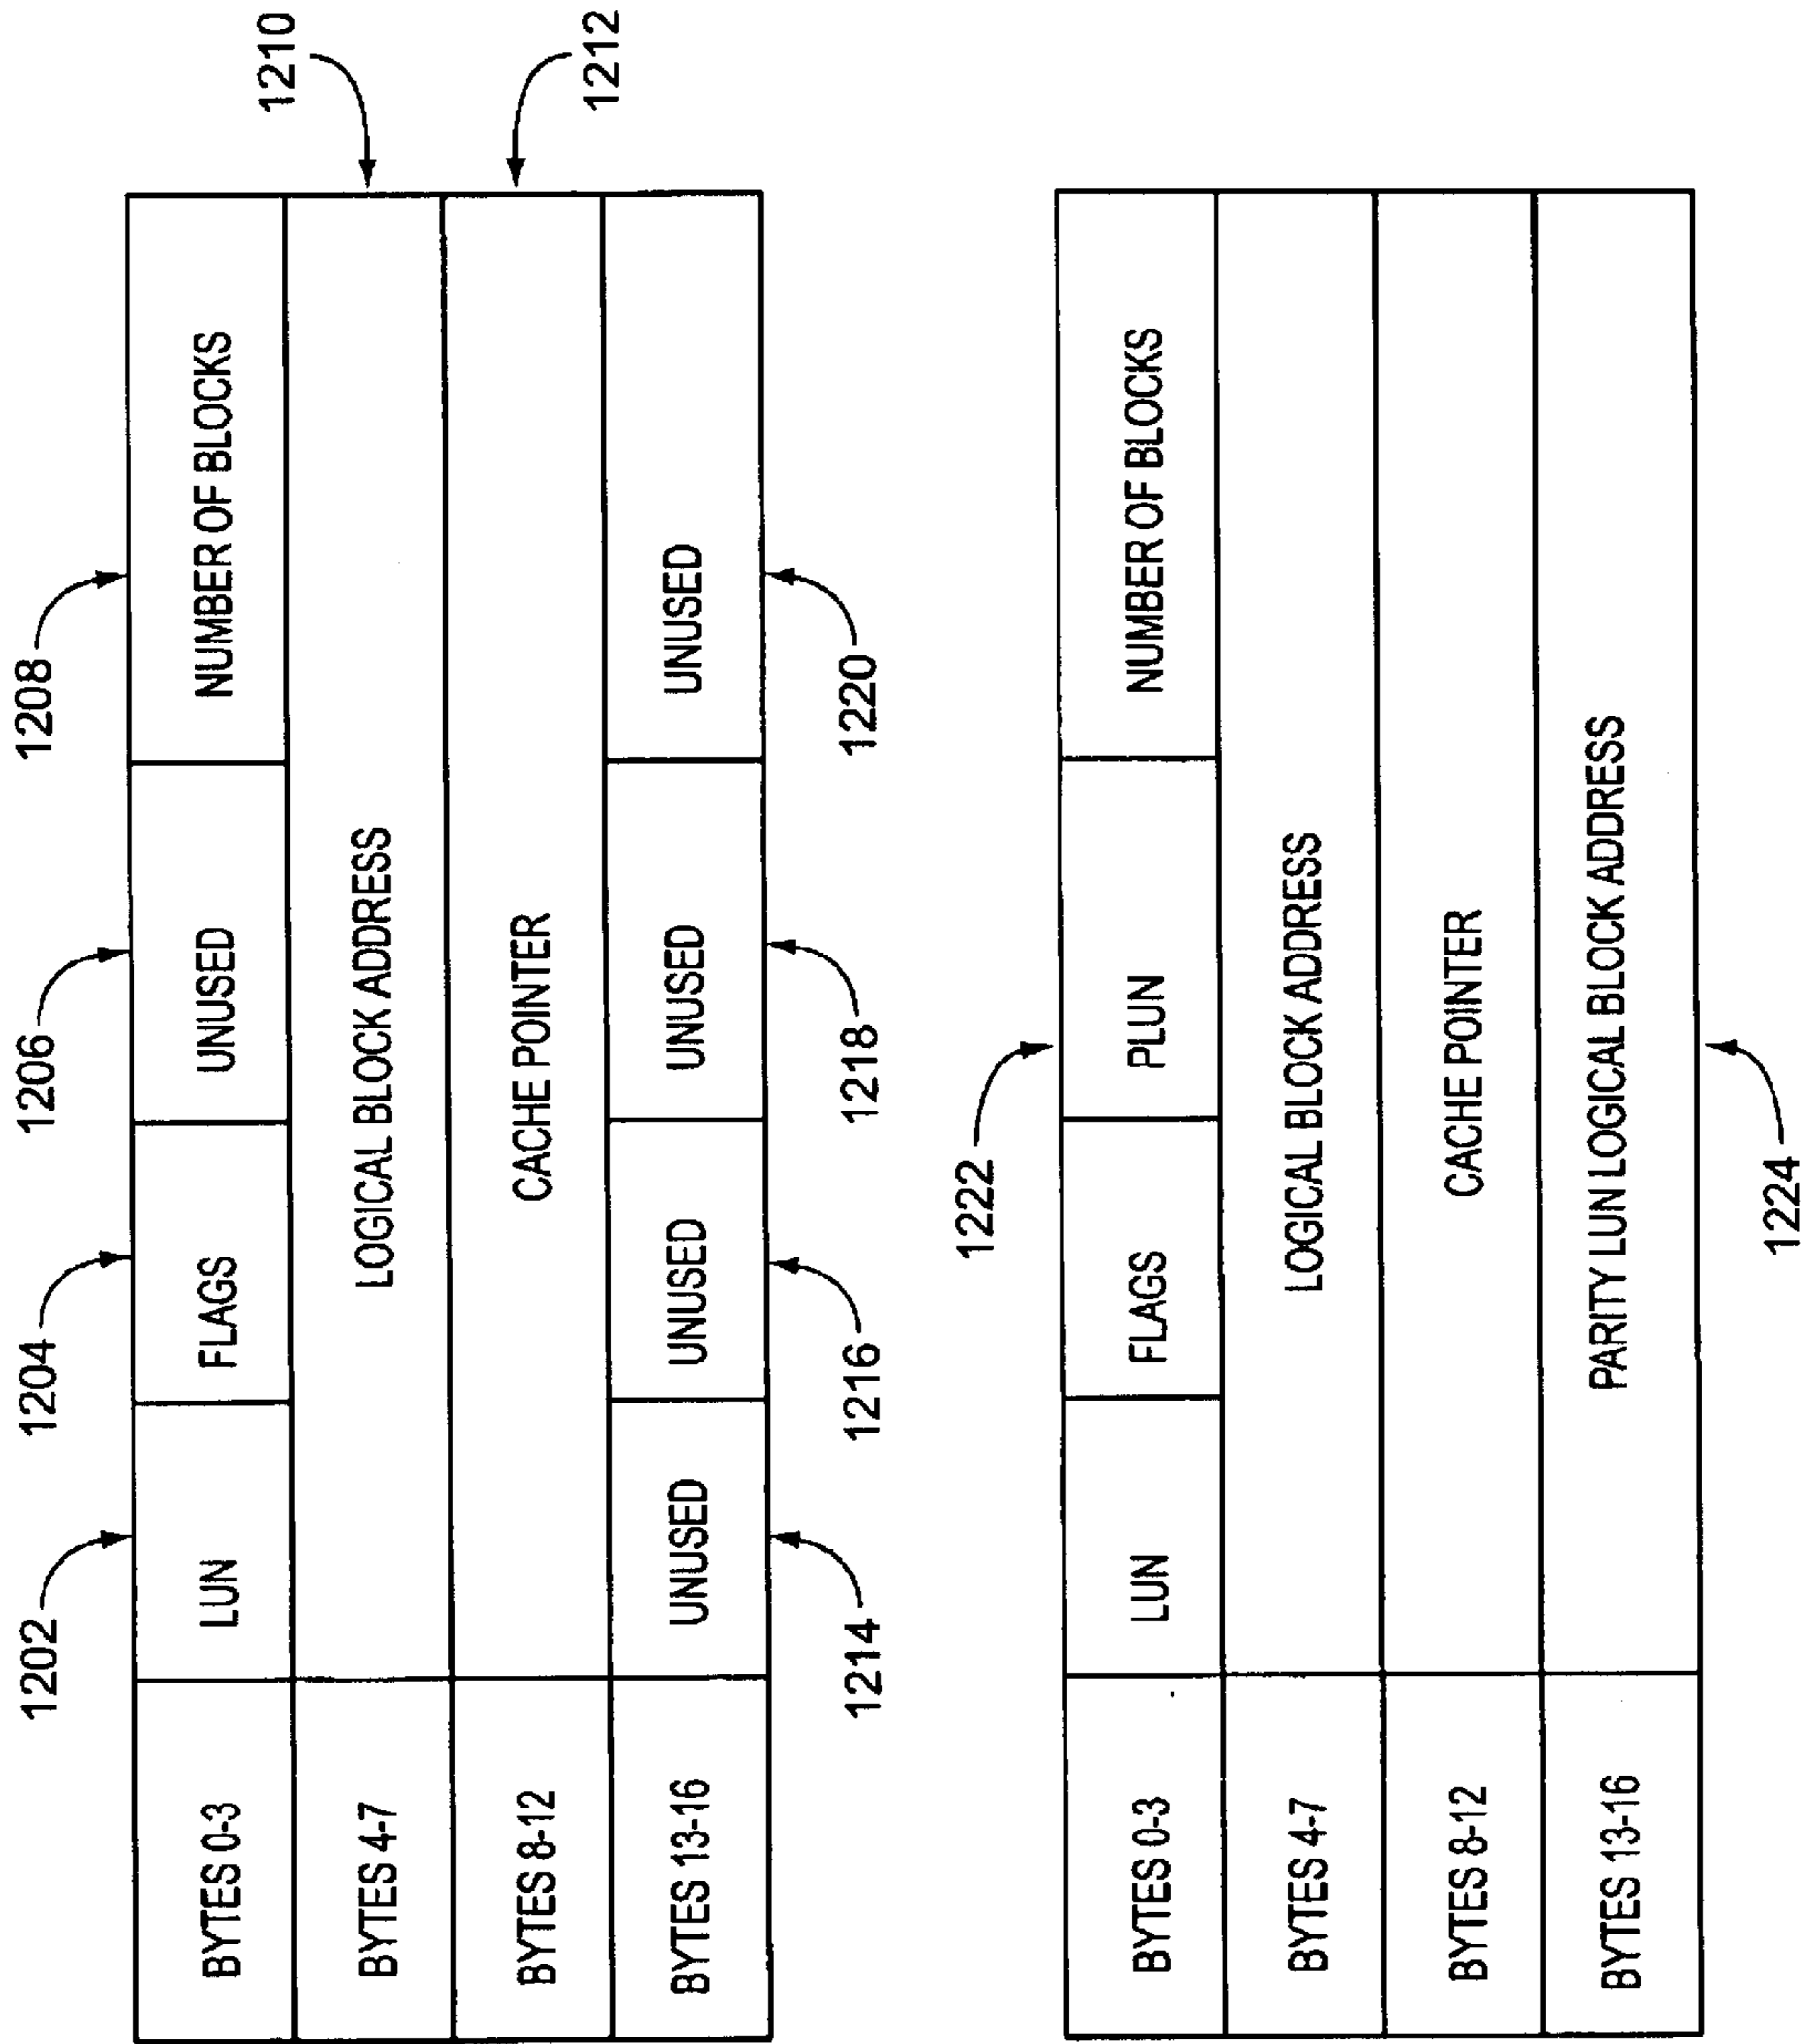 1202 1204 1206 1208
BYTES 0-3 LUN FLAGS UNUSED NUMBER OF BLOCKS
BYTES 4-7 LOGICAL BLOCK ADDRESS 1210
BYTES 8-12 CACHE POINTER 1212
BYTES 13-16 UNUSED UNUSED UNUSED UNUSED
1214 1216 1218 1220
1222
BYTES 0-3 LUN FLAGS PLUN NUMBER OF BLOCKS
BYTES 4-7 LOGICAL BLOCK ADDRESS
BYTES 8-12 CACHE POINTER
BYTES 13-16 PARITY LUN LOGICAL BLOCK ADDRESS
1224